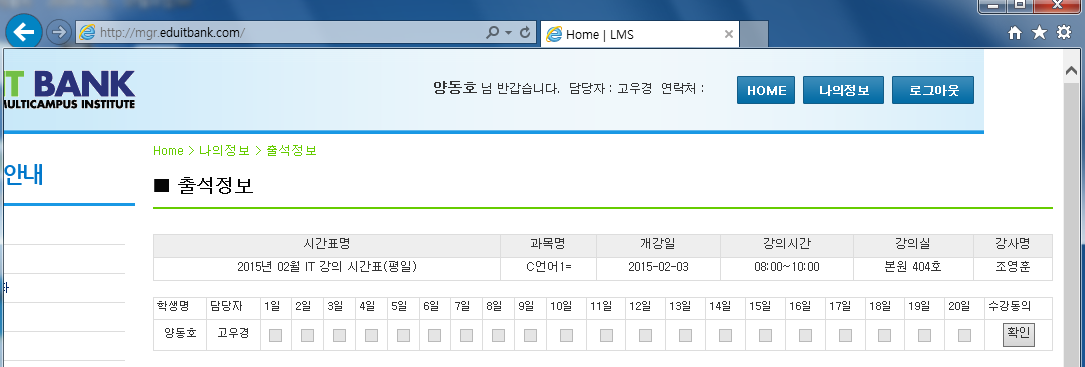 http://mgr.eduitbank.com/
Home | LMS
IT BANK
MULTICAMPUS INSTITUTE
양동호 님 반갑습니다. 담당자 : 고우경 연락처 :
HOME 나의정보 로그아웃
Home > 나의정보 > 출석정보
안내
■ 출석정보
시간표명 과목명 개강일 강의시간 강의실 강사명
2015년 02월 IT 강의 시간표(평일) C언어1= 2015-02-03 08:00~10:00 본원 404호 조영훈
학생명 담당자 1일 2일 3일 4일 5일 6일 7일 8일 9일 10일 11일 12일 13일 14일 15일 16일 17일 18일 19일 20일 수강동의
양동호 고우경 확인